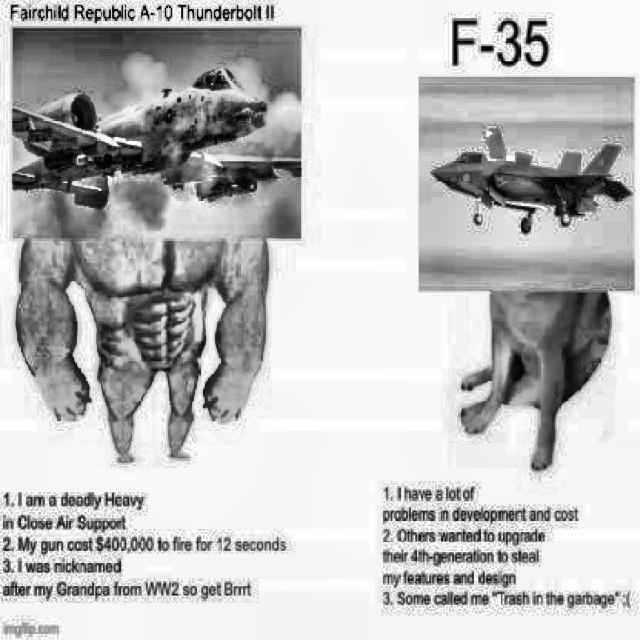 Fairchild Republic A-10 Thunderbolt II
F-35
1. I am a deadly Heavy
in Close Air Support
2. My gun cost $400,000 to fire for 12 seconds
3. I was nicknamed
after my Grandpa from WW2 so get Brrrt
1. I have a lot of
problems in development and cost
2. Others wanted to upgrade
their 4th-generation to steal
my features and design
3. Some called me "Trash in the garbage" :(
imgflip.com